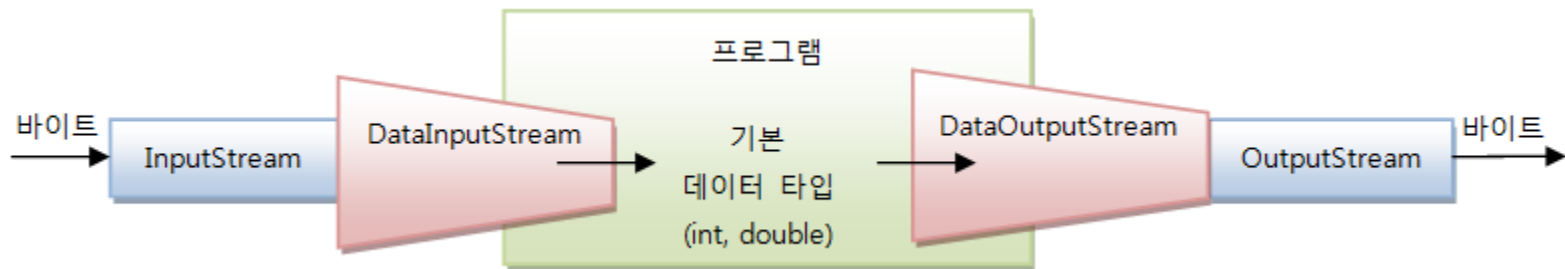 바이트
InputStream
DataInputStream
프로그램
기본
데이터 타입
(int, double)
DataOutputStream
OutputStream
바이트